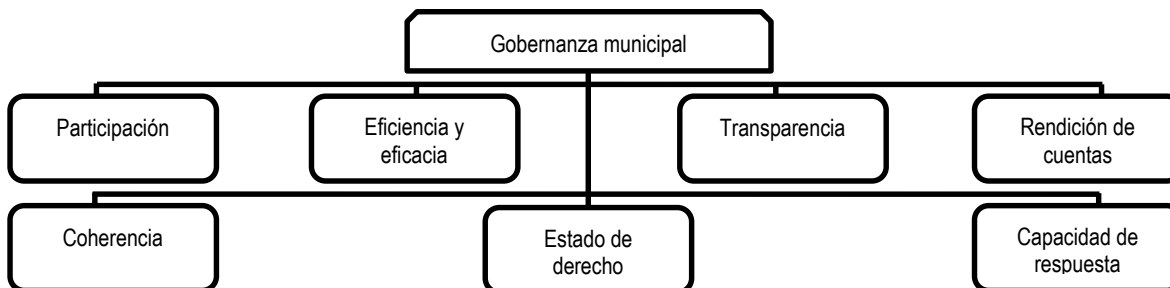 Gobernanza municipal
Participación
Eficiencia y
eficacia
Transparencia
Rendición de
cuentas
Coherencia
Estado de
derecho
Capacidad de
respuesta